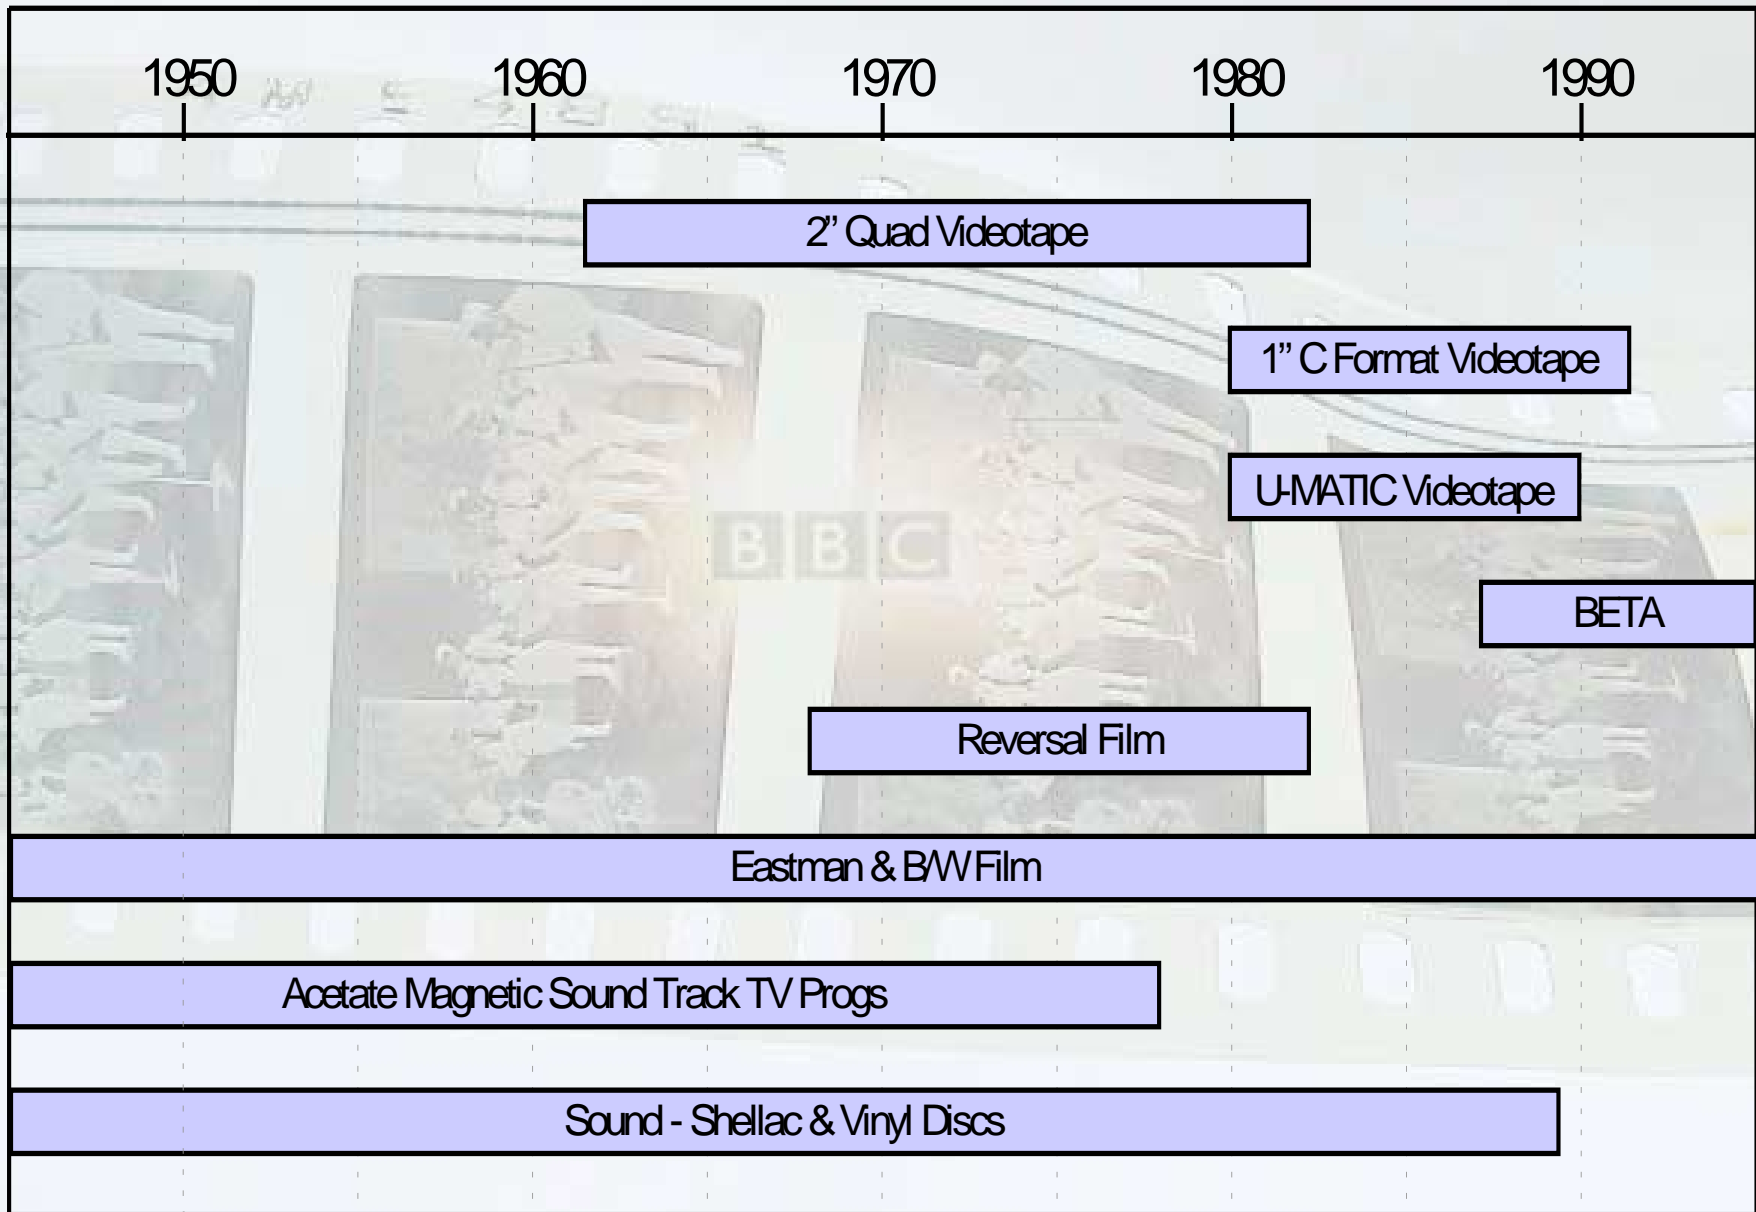 1950 1960 1970 1980 1990
2” Quad Videotape
1” C Format Videotape
U-MATIC Videotape
BETA
BBC
Reversal Film
Eastman & B/W Film
Acetate Magnetic Sound Track TV Progs
Sound - Shellac & Vinyl Discs